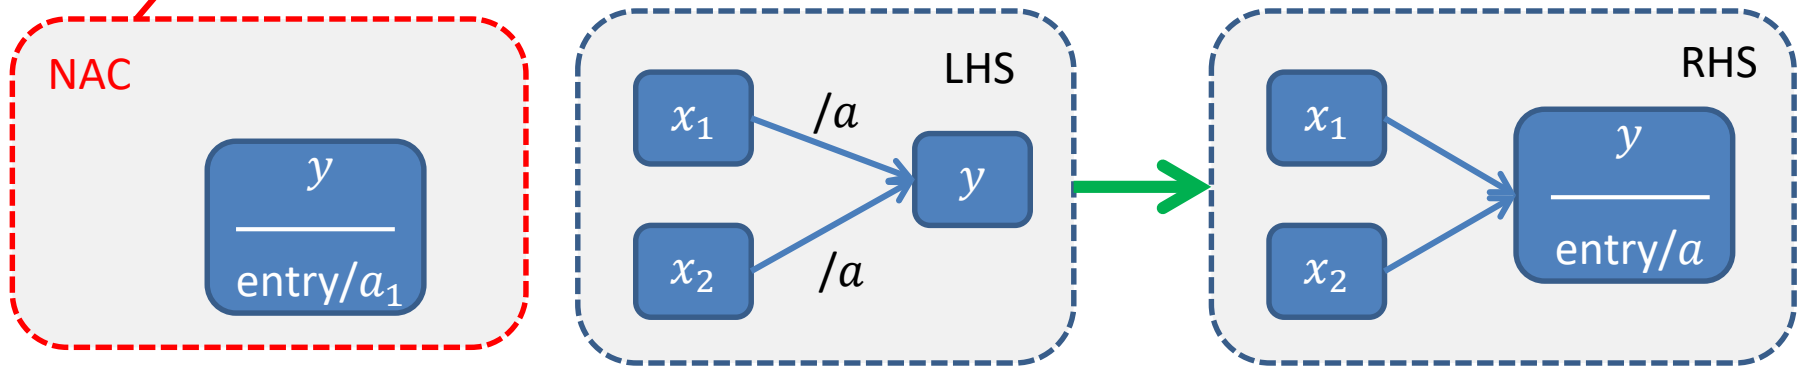 NAC
y
entry/a₁
LHS
x₁
/a
y
x₂
/a
RHS
x₁
y
x₂
entry/a